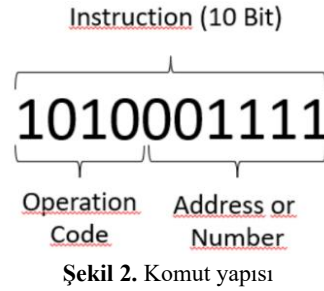 Instruction (10 Bit)
1010001111
Operation Address or
Code Number
Şekil 2. Komut yapısı